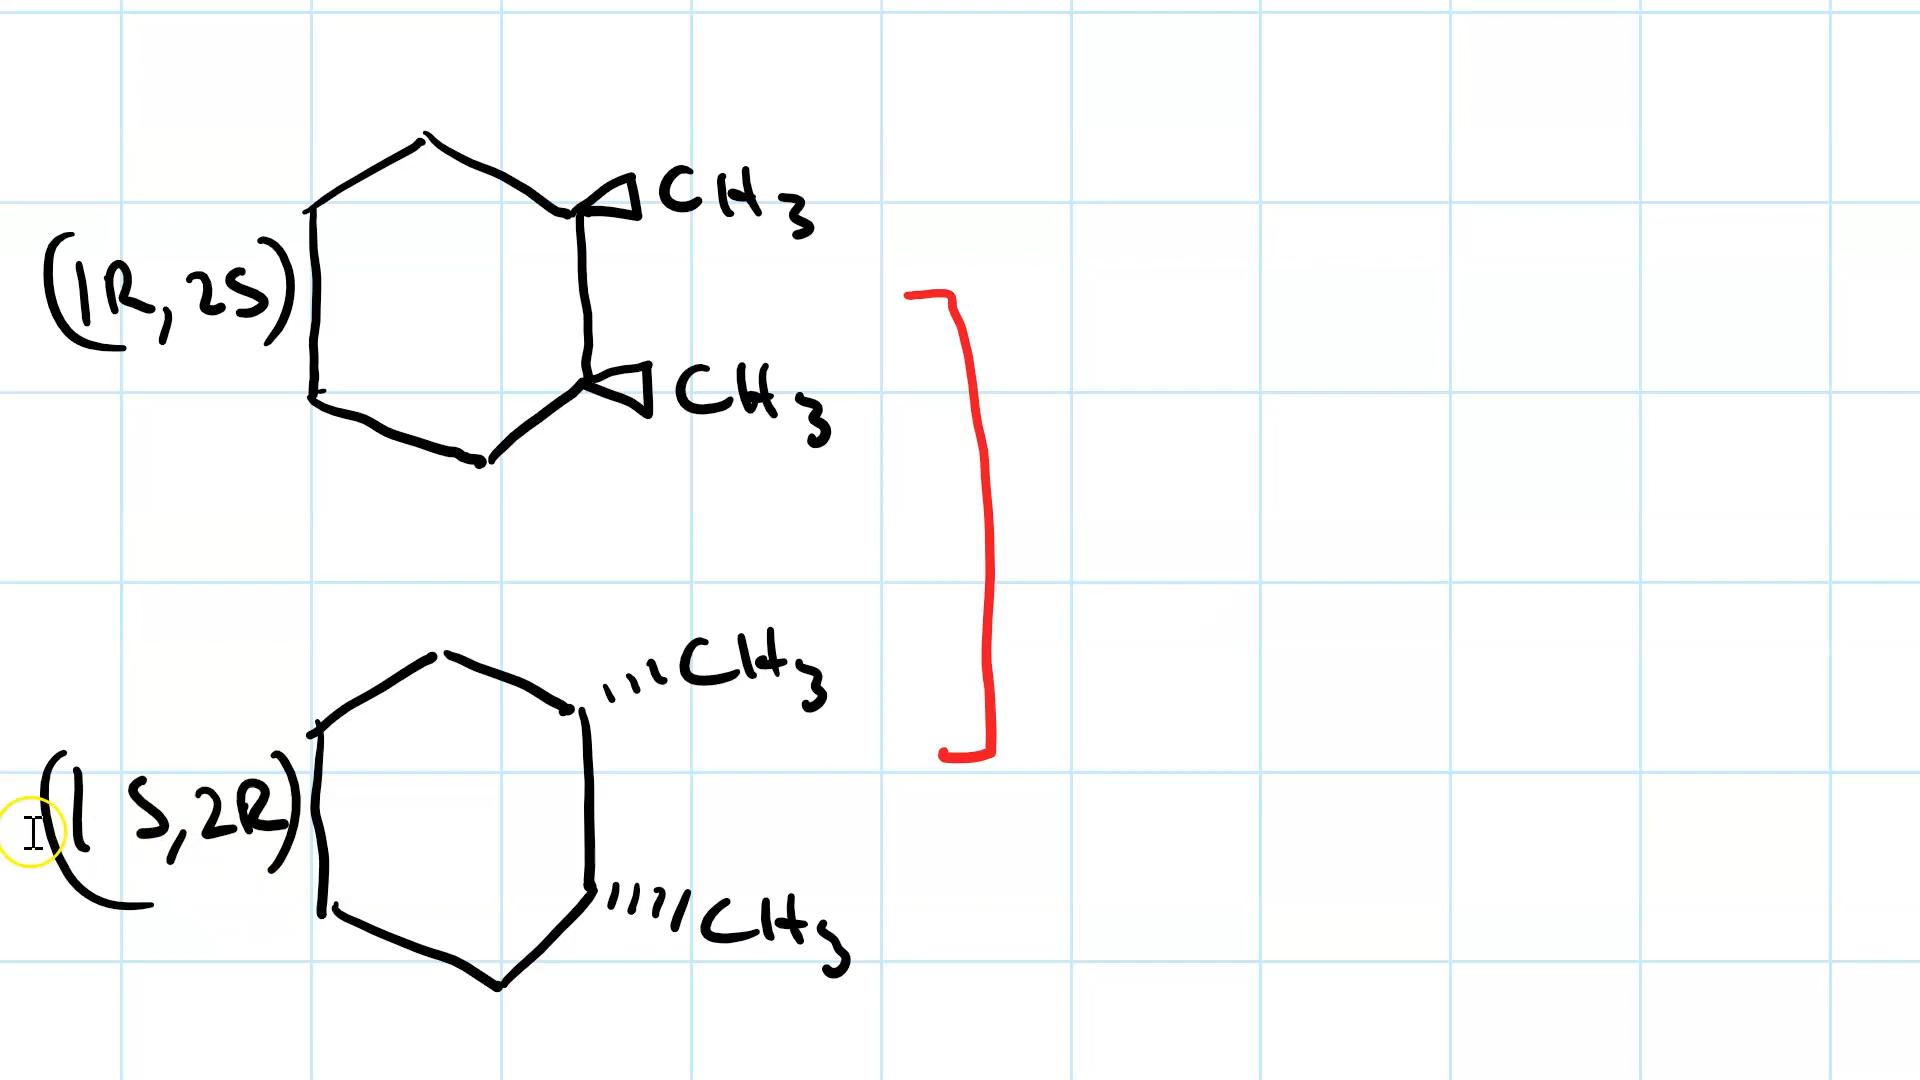 CH3
(1R, 2S)
CH3
CH3
(1S, 2R)
CH3